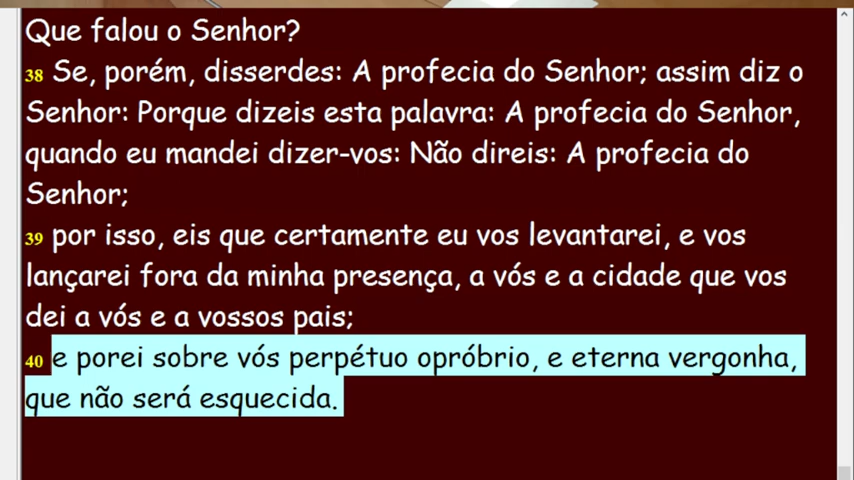 Que falou o Senhor?
38 Se, porém, disserdes: A profecia do Senhor; assim diz o
Senhor: Porque dizeis esta palavra: A profecia do Senhor,
quando eu mandei dizer-vos: Não direis: A profecia do
Senhor;
39 por isso, eis que certamente eu vos levantarei, e vos
lançarei fora da minha presença, a vós e a cidade que vos
dei a vós e a vossos pais;
40 e porei sobre vós perpétuo opróbrio, e eterna vergonha,
que não será esquecida.